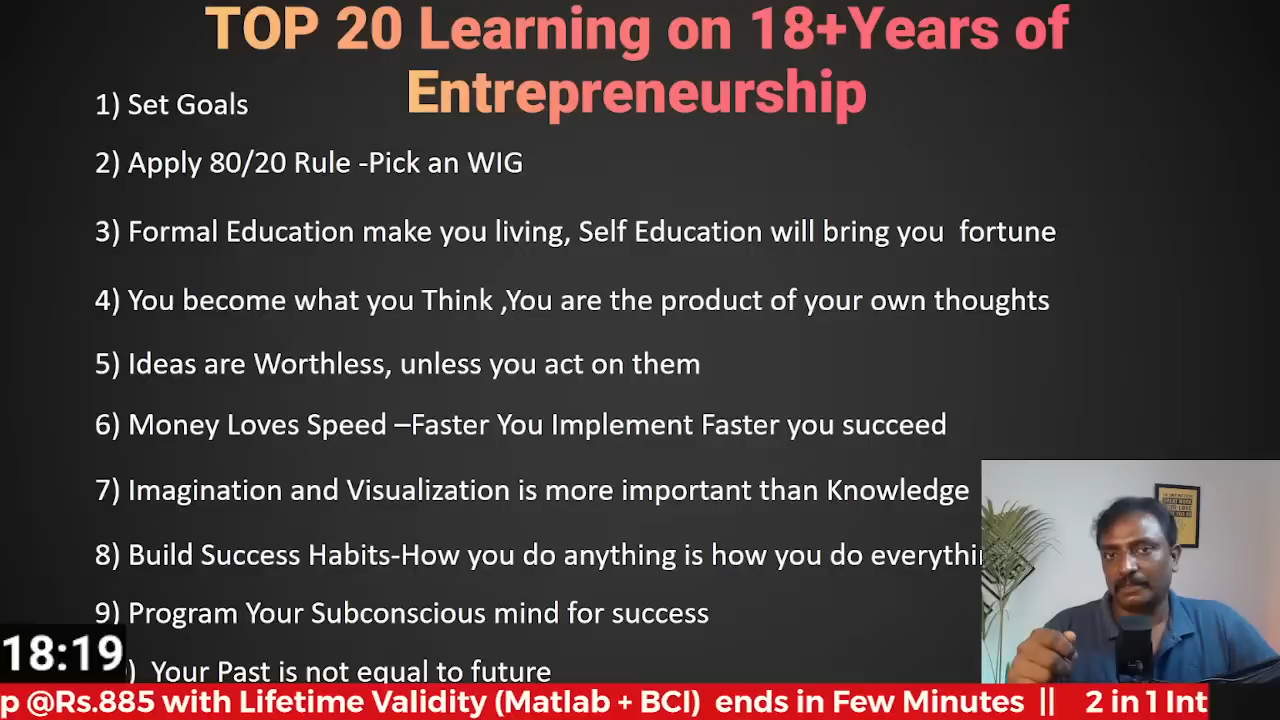 TOP 20 Learning on 18+Years of
Entrepreneurship
1) Set Goals
2) Apply 80/20 Rule -Pick an WIG
3) Formal Education make you living, Self Education will bring you  fortune
4) You become what you Think ,You are the product of your own thoughts
5) Ideas are Worthless, unless you act on them
6) Money Loves Speed –Faster You Implement Faster you succeed
7) Imagination and Visualization is more important than Knowledge
8) Build Success Habits-How you do anything is how you do everythi
9) Program Your Subconscious mind for success
18:19
)  Your Past is not equal to future
p @Rs.885 with Lifetime Validity (Matlab + BCI)  ends in Few Minutes  ||    2 in 1 Int